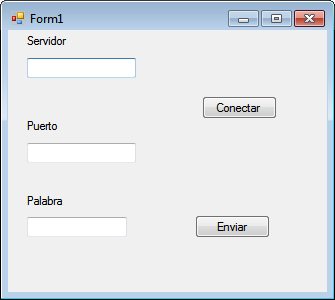 Form1
Servidor
Conectar
Puerto
Palabra
Enviar